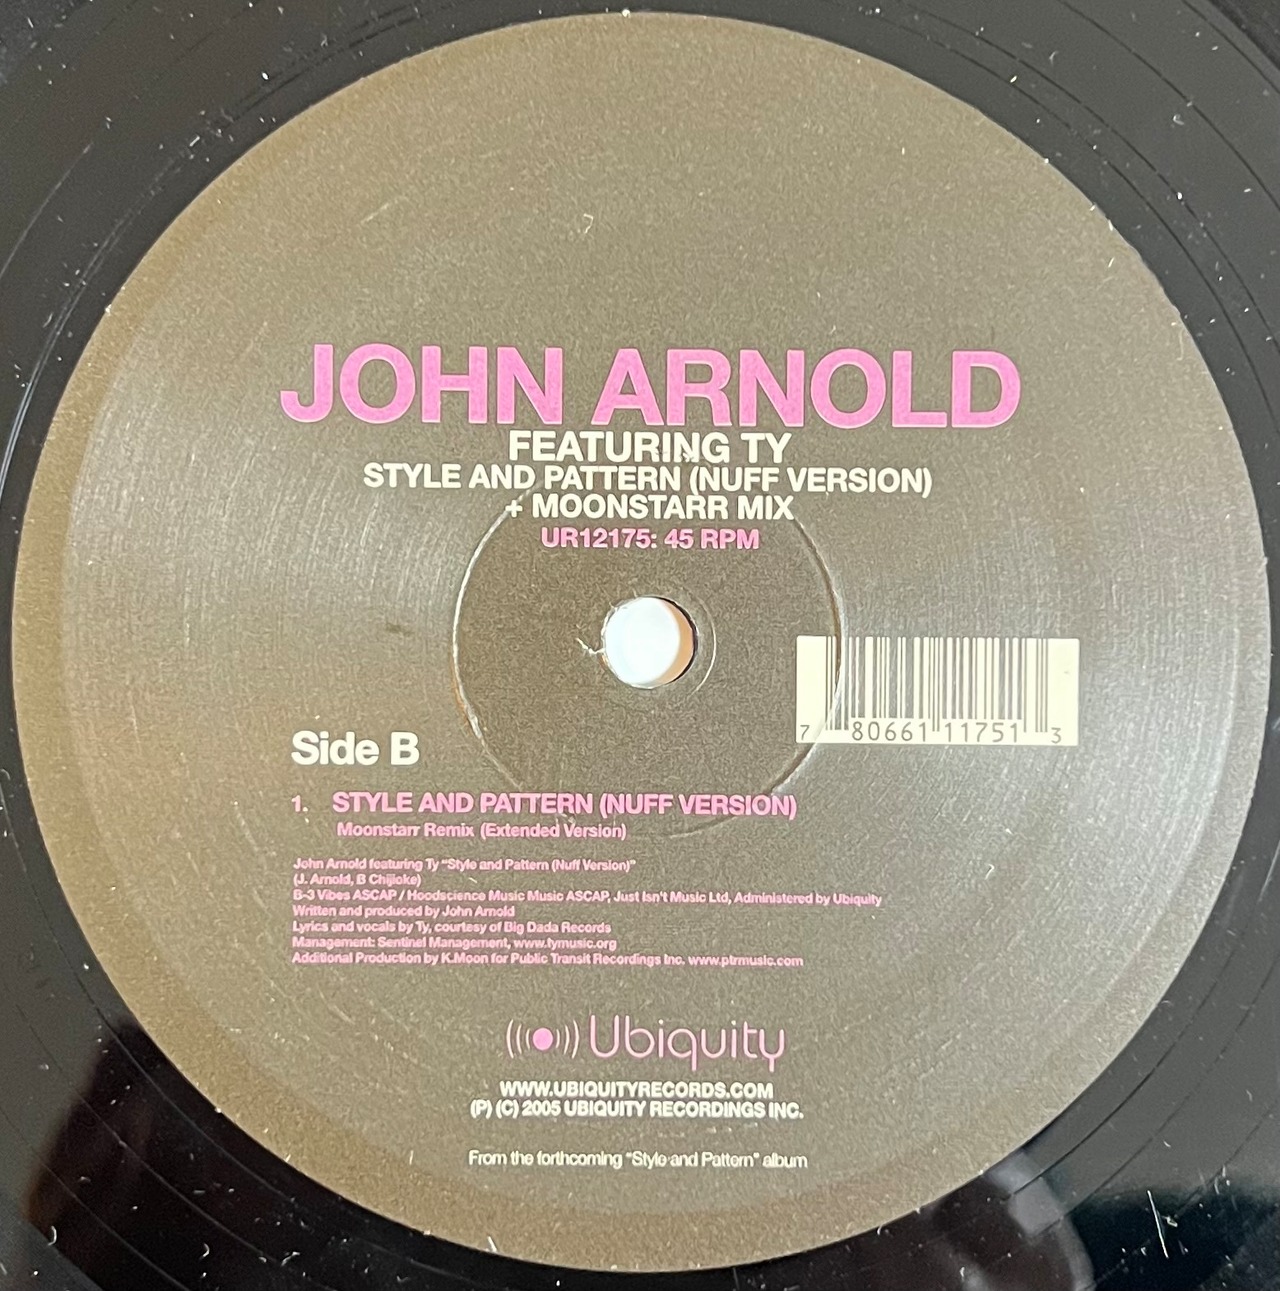 JOHN ARNOLD
FEATURING TY
STYLE AND PATTERN (NUFF VERSION)
+ MOONSTARR MIX
UR12175: 45 RPM
7 80661 11751 3
Side B
1. STYLE AND PATTERN (NUFF VERSION)
Moonstarr Remix (Extended Version)
John Arnold featuring Ty "Style and Pattern (Nuff Version)"
(J. Arnold, B Chijioke)
B-3 Vibes ASCAP / Hoodscience Music Music ASCAP, Just Isn't Music Ltd, Administered by Ubiquity
Written and produced by John Arnold
Lyrics and vocals by Ty, courtesy of Big Dada Records
Management: Sentinel Management, www.tymusic.org
Additional Production by K.Moon for Public Transit Recordings Inc. www.ptrmusic.com
Ubiquity
WWW.UBIQUITYRECORDS.COM
(P) (C) 2005 UBIQUITY RECORDINGS INC.
From the forthcoming "Style and Pattern" album